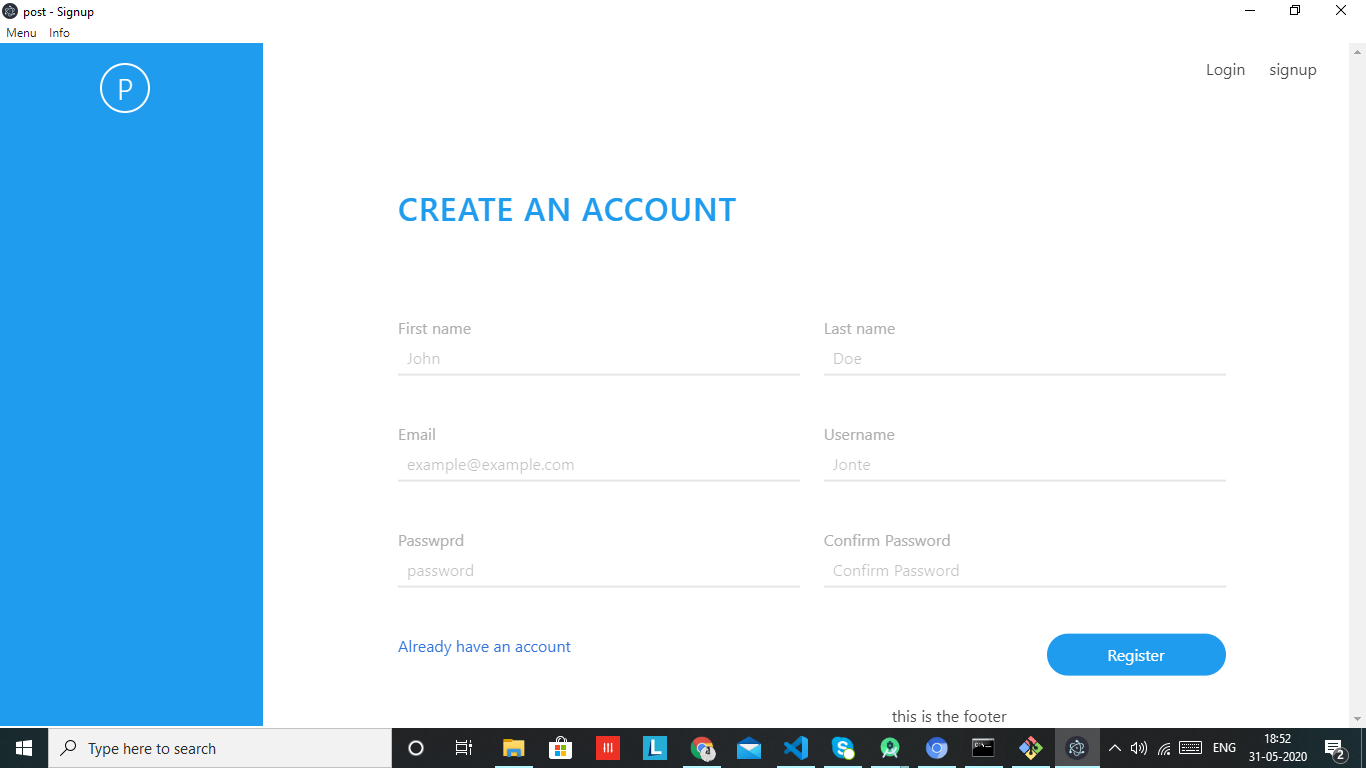 post - Signup
Menu Info
P
Login signup
CREATE AN ACCOUNT
First name Last name
John Doe
Email Username
example@example.com Jonte
Passwprd Confirm Password
password Confirm Password
Already have an account Register
this is the footer
Type here to search L ENG 18:52
31-05-2020 2